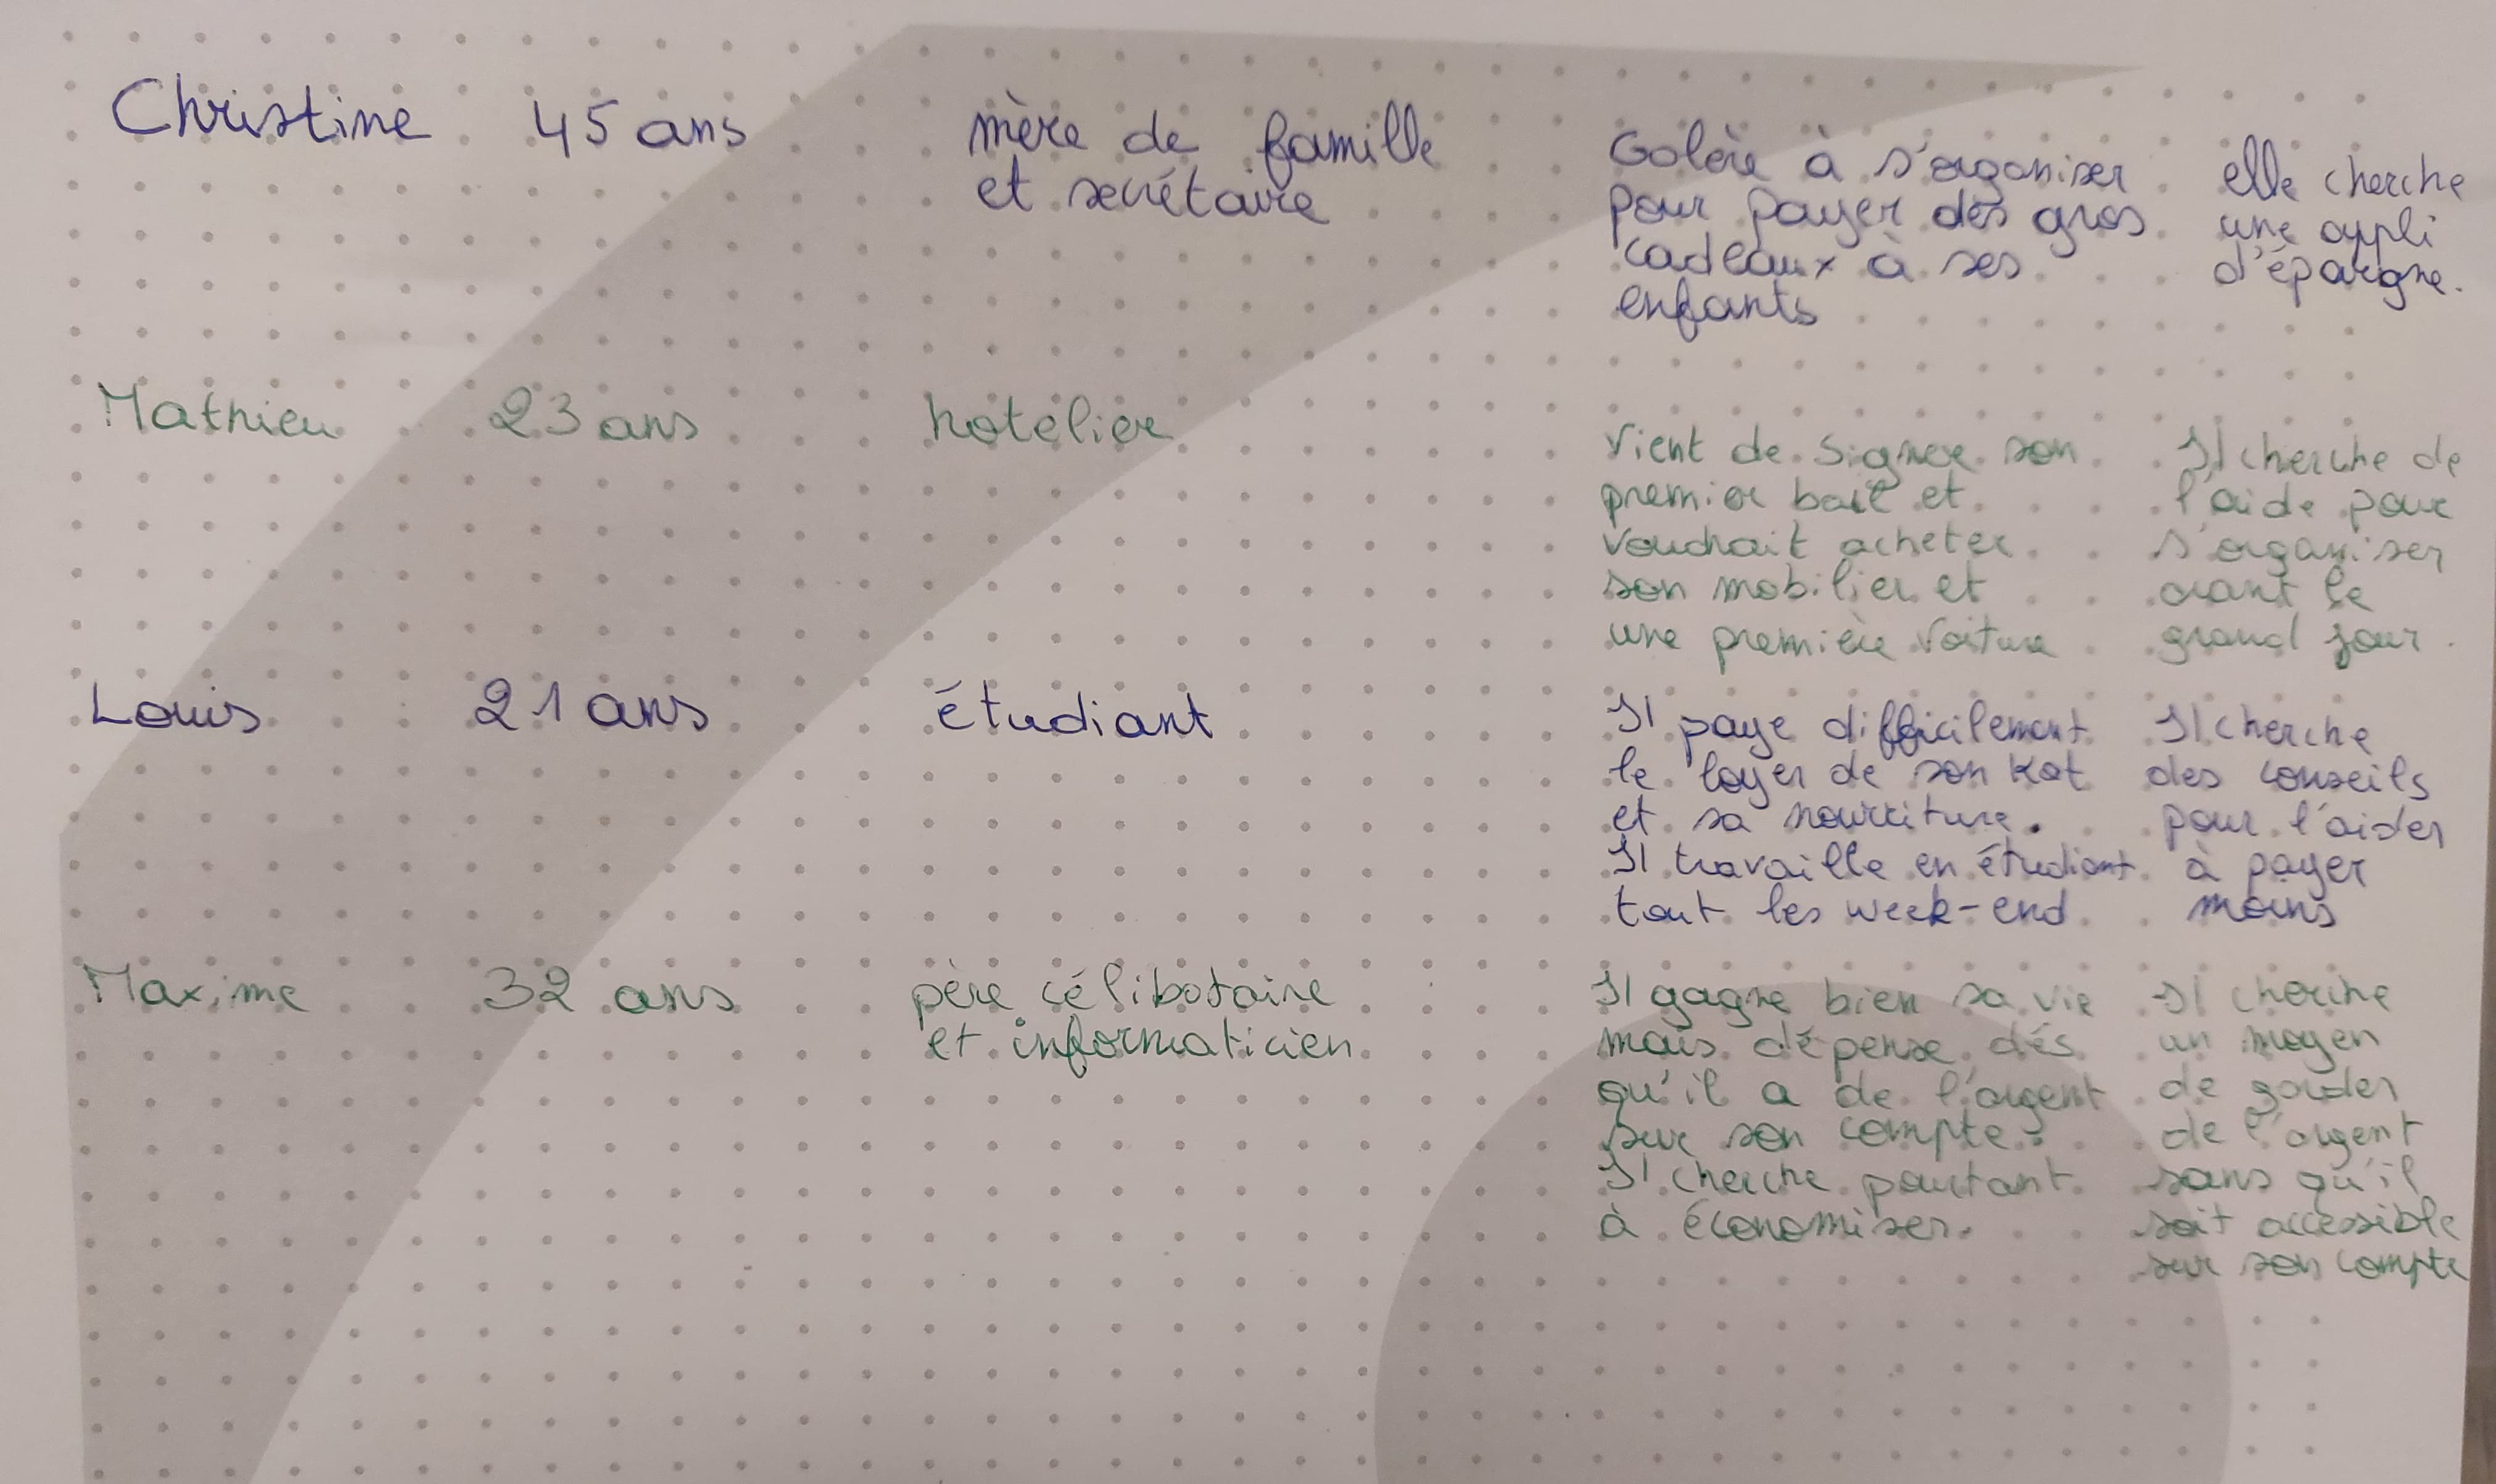 Christine 45 ans
mère de famille
et secrétaire
Galère à s'organiser
pour payer des gros
cadeaux à ses
enfants
elle cherche
une appli
d'épargne.
Mathieu 23 ans
hotelier
Vient de signer son
premier bail et
voudrait acheter
son mobilier et
une première voiture
Il cherche de
l'aide pour
s'organiser
avant le
grand jour.
Louis 21 ans
étudiant
Il paye difficilement
le loyer de son Kot
et sa nourriture.
Il travaille en étudiant
tout les week-end
Il cherche
des conseils
pour l'aider
à payer
moins
Maxime 32 ans
père célibataire
et informaticien
Il gagne bien sa vie
mais dépense dés
qu'il a de l'argent
sur son compte.
Il cherche pourtant
à économiser.
Il cherche
un moyen
de garder
de l'argent
sans qu'il
soit accessible
sur son compte